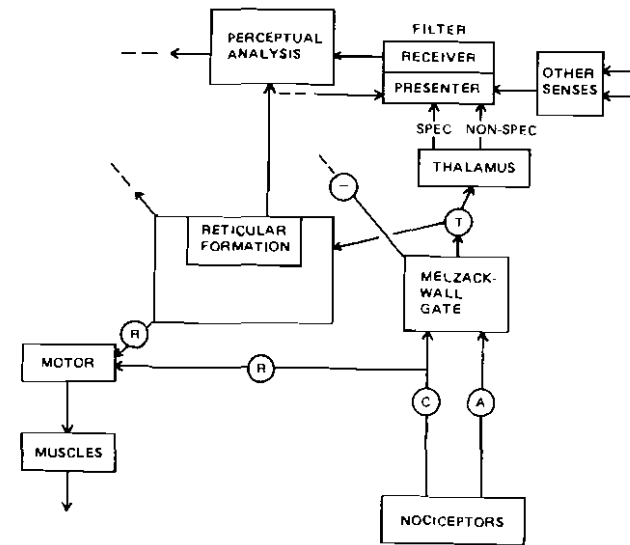 FILTER
PERCEPTUAL
ANALYSIS
RECEIVER
PRESENTER
OTHER
SENSES
SPEC NON-SPEC
THALAMUS
T
RETICULAR
FORMATION
MELZACK-
WALL
GATE
R
MOTOR
R
C
A
MUSCLES
NOCICEPTORS